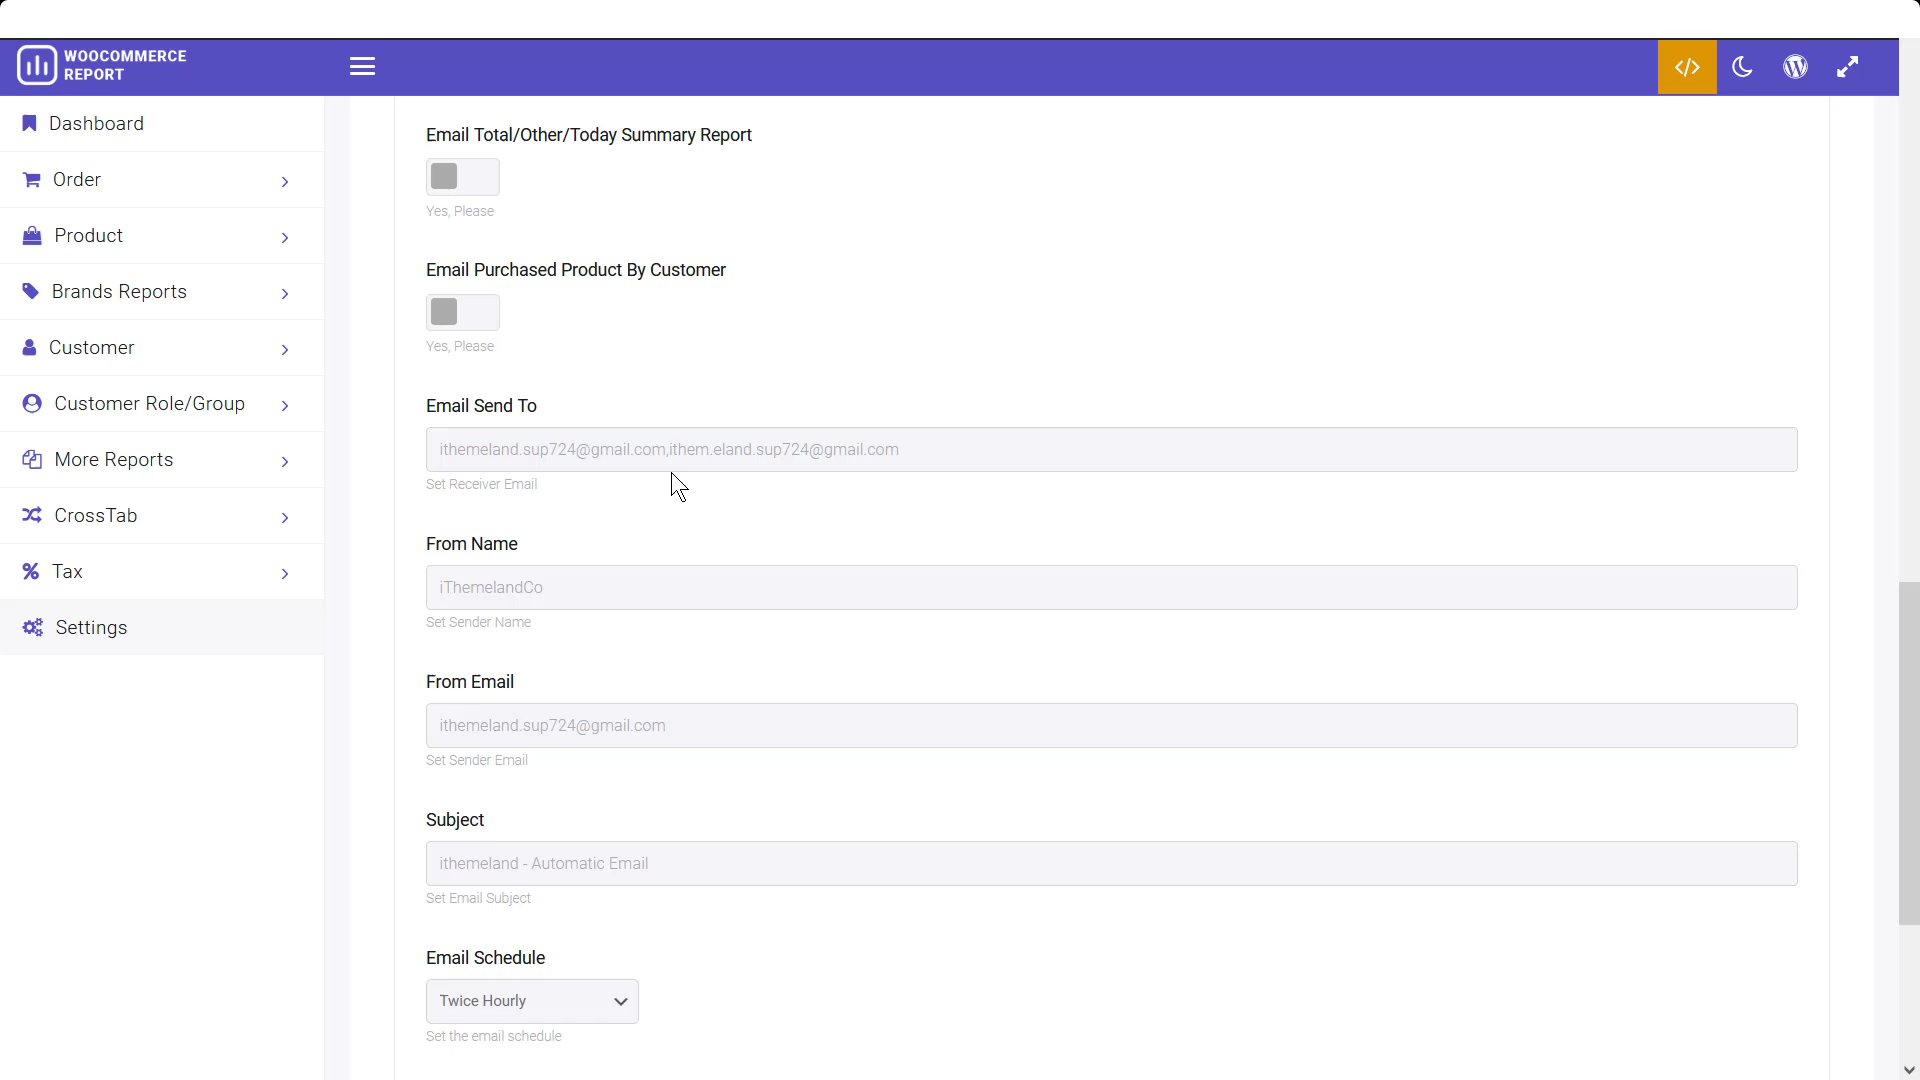 WOOCOMMERCE
REPORT
Dashboard
Order
Product
Brands Reports
Customer
Customer Role/Group
More Reports
CrossTab
Tax
Settings
Email Total/Other/Today Summary Report
Yes, Please
Email Purchased Product By Customer
Yes, Please
Email Send To
ithemeland.sup724@gmail.com,ithem.eland.sup724@gmail.com
Set Receiver Email
From Name
iThemelandCo
Set Sender Name
From Email
ithemeland.sup724@gmail.com
Set Sender Email
Subject
ithemeland - Automatic Email
Set Email Subject
Email Schedule
Twice Hourly
Set the email schedule